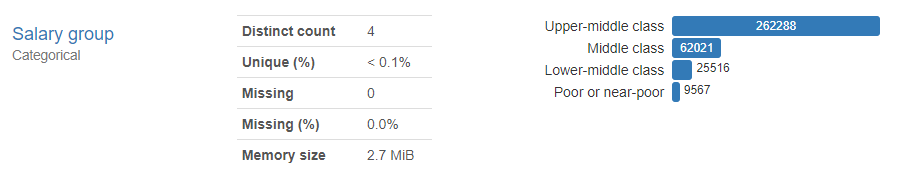 Salary group
Categorical
Distinct count 4
Unique (%) < 0.1%
Missing 0
Missing (%) 0.0%
Memory size 2.7 MiB
Upper-middle class 262288
Middle class 62021
Lower-middle class 25516
Poor or near-poor 9567